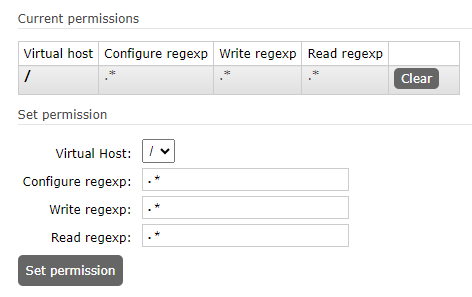 Current permissions
Virtual host Configure regexp Write regexp Read regexp
/ .* .* .* Clear
Set permission
Virtual Host: /
Configure regexp: .*
Write regexp: .*
Read regexp: .*
Set permission